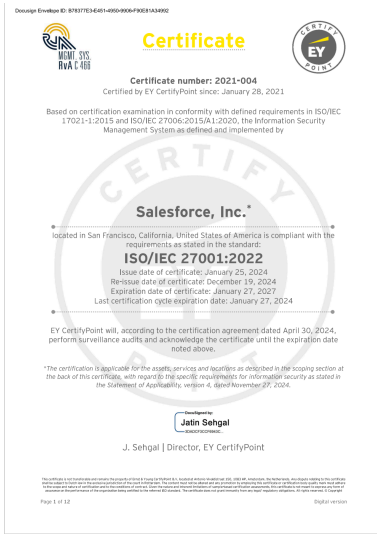 Docusign Envelope ID: B78377E3-E451-4950-9906-F90E81A34992
RvA
MGMT. SYS.
RvA C 466
Certificate
CERTIFY
EY
POINT
Certificate number: 2021-004
Certified by EY CertifyPoint since: January 28, 2021
Based on certification examination in conformity with defined requirements in ISO/IEC
17021-1:2015 and ISO/IEC 27006:2015/A1:2020, the Information Security
Management System as defined and implemented by
CERTIFY
Salesforce, Inc.*
located in San Francisco, California, United States of America is compliant with the
requirements as stated in the standard:
ISO/IEC 27001:2022
Issue date of certificate: January 25, 2024
Re-issue date of certificate: December 19, 2024
Expiration date of certificate: January 27, 2027
Last certification cycle expiration date: January 27, 2024
EY CertifyPoint will, according to the certification agreement dated April 30, 2024,
perform surveillance audits and acknowledge the certificate until the expiration date
noted above.
POINT
*The certification is applicable for the assets, services and locations as described in the scoping section at
the back of this certificate, with regard to the specific requirements for information security as stated in
the Statement of Applicability, version 4, dated November 27, 2024.
DocuSigned by:
Jatin Sehgal
J. Sehgal | Director, EY CertifyPoint
Page 1 of 12
Digital version